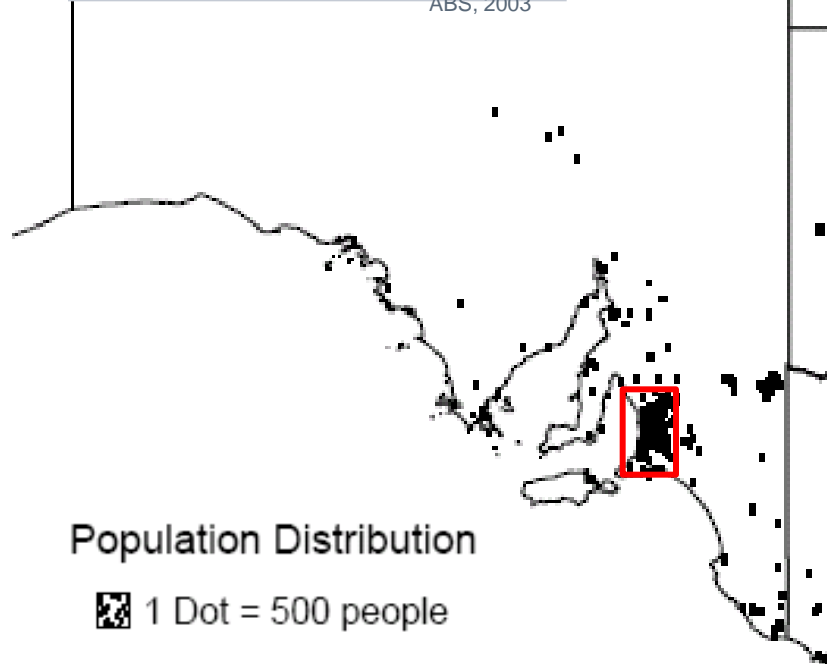 ABS, 2003
Population Distribution
1 Dot = 500 people